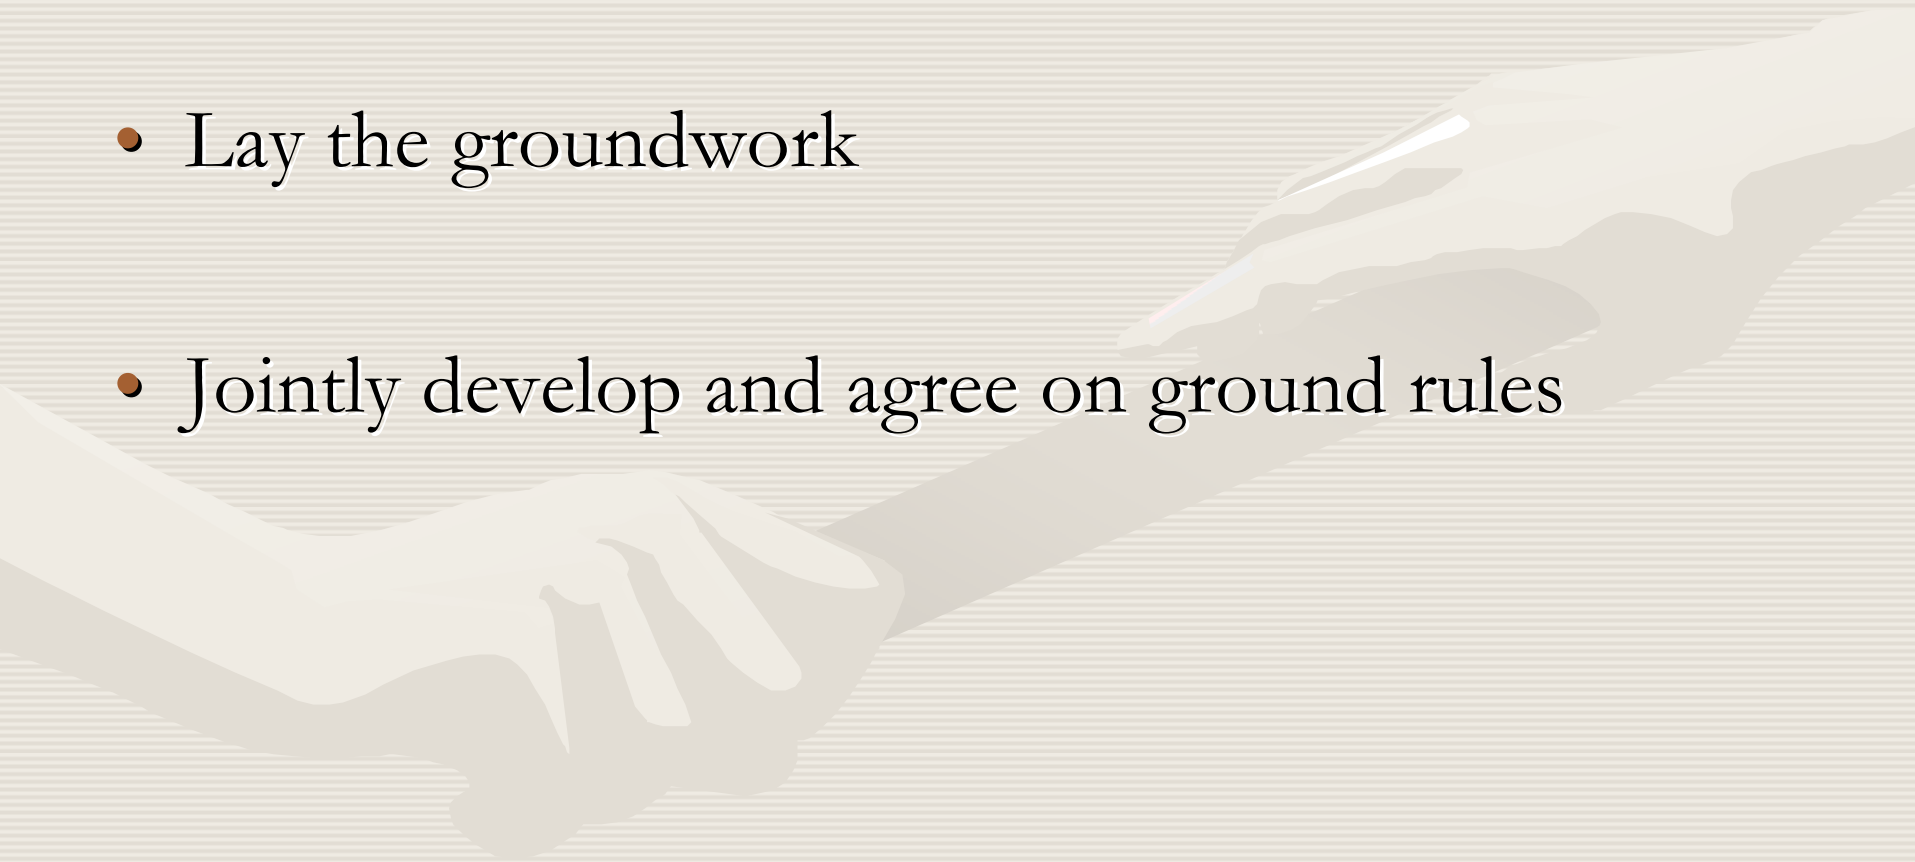 • Lay the groundwork
• Jointly develop and agree on ground rules